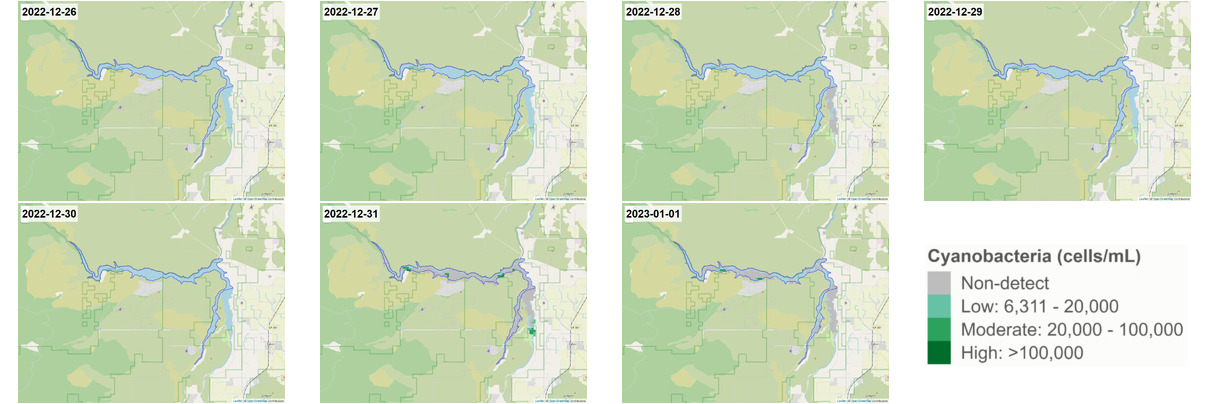 2022-12-26
2022-12-27
2022-12-28
2022-12-29
2022-12-30
2022-12-31
2023-01-01
Cyanobacteria (cells/mL)
Non-detect
Low: 6,311 - 20,000
Moderate: 20,000 - 100,000
High: >100,000